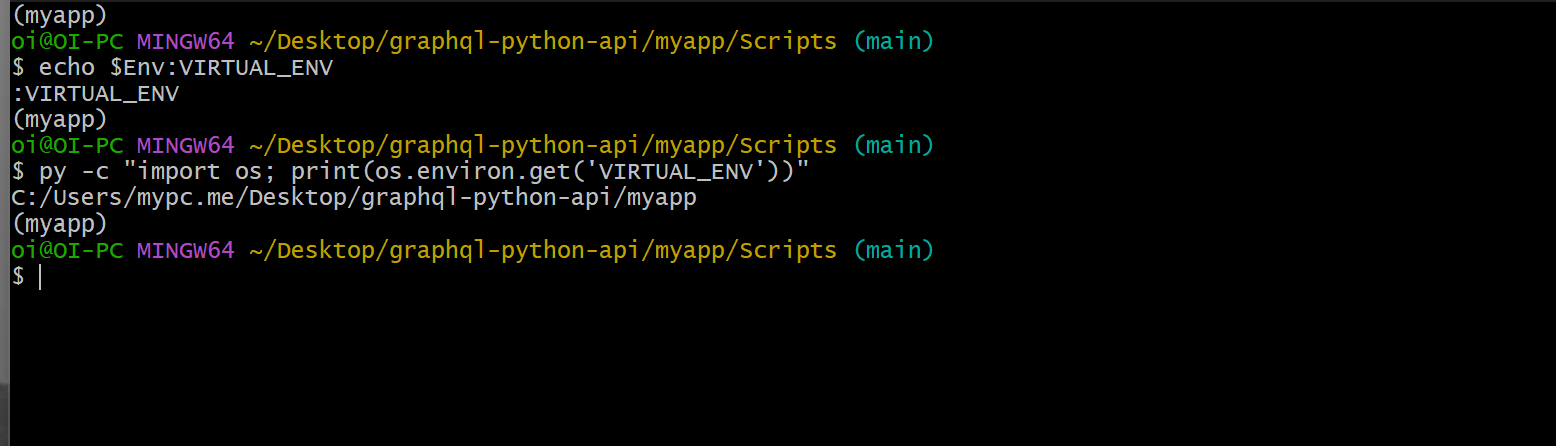 (myapp)
oi@OI-PC MINGW64 ~/Desktop/graphql-python-api/myapp/Scripts (main)
$ echo $Env:VIRTUAL_ENV
:VIRTUAL_ENV
(myapp)
oi@OI-PC MINGW64 ~/Desktop/graphql-python-api/myapp/Scripts (main)
$ py -c "import os; print(os.environ.get('VIRTUAL_ENV'))"
C:/Users/mypc.me/Desktop/graphql-python-api/myapp
(myapp)
oi@OI-PC MINGW64 ~/Desktop/graphql-python-api/myapp/Scripts (main)
$